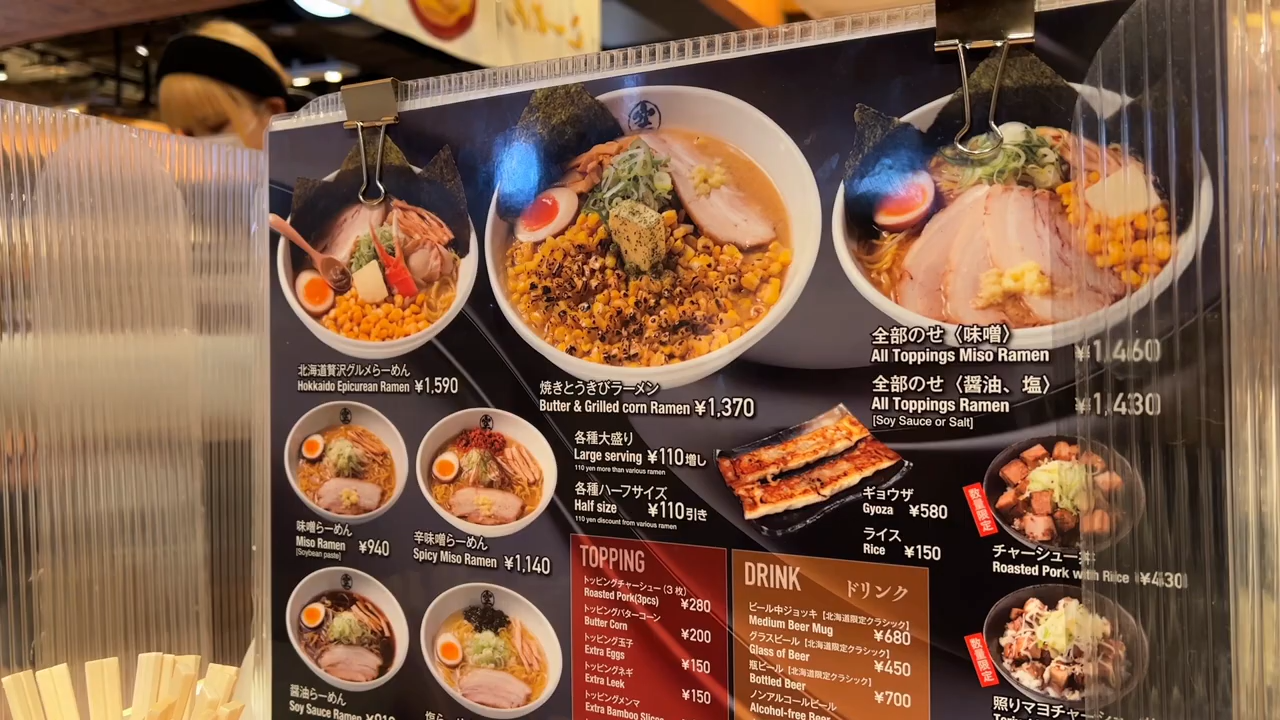 北海道贅沢グルメらーめん
Hokkaido Epicurean Ramen ¥1,590
焼きとうきびラーメン
Butter & Grilled corn Ramen ¥1,370
全部のせ〈味噌〉
All Toppings Miso Ramen ¥1,460
全部のせ〈醤油、塩〉
All Toppings Ramen ¥1,430
[Soy Sauce or Salt]
味噌らーめん
Miso Ramen ¥940
[Soybean paste]
辛味噌らーめん
Spicy Miso Ramen ¥1,140
各種大盛り
Large serving ¥110増し
110 yen more than various ramen
各種ハーフサイズ
Half size ¥110引き
110 yen discount from various ramen
ギョウザ
Gyoza ¥580
ライス
Rice ¥150
数量限定
チャーシュー丼
Roasted Pork with Rice ¥430
醤油らーめん
Soy Sauce Ramen
塩らーめん
TOPPING
トッピングチャーシュー(3枚)
Roasted Pork(3pcs) ¥280
トッピングバターコーン
Butter Corn ¥200
トッピング玉子
Extra Eggs ¥150
トッピングネギ
Extra Leek ¥150
トッピングメンマ
Extra Bamboo Slices
DRINK ドリンク
ビール中ジョッキ【北海道限定クラシック】
Medium Beer Mug ¥680
グラスビール【北海道限定クラシック】
Glass of Beer ¥450
瓶ビール【北海道限定クラシック】
Bottled Beer ¥700
ノンアルコールビール
Alcohol-free Beer
数量限定
照りマヨチャーシュー